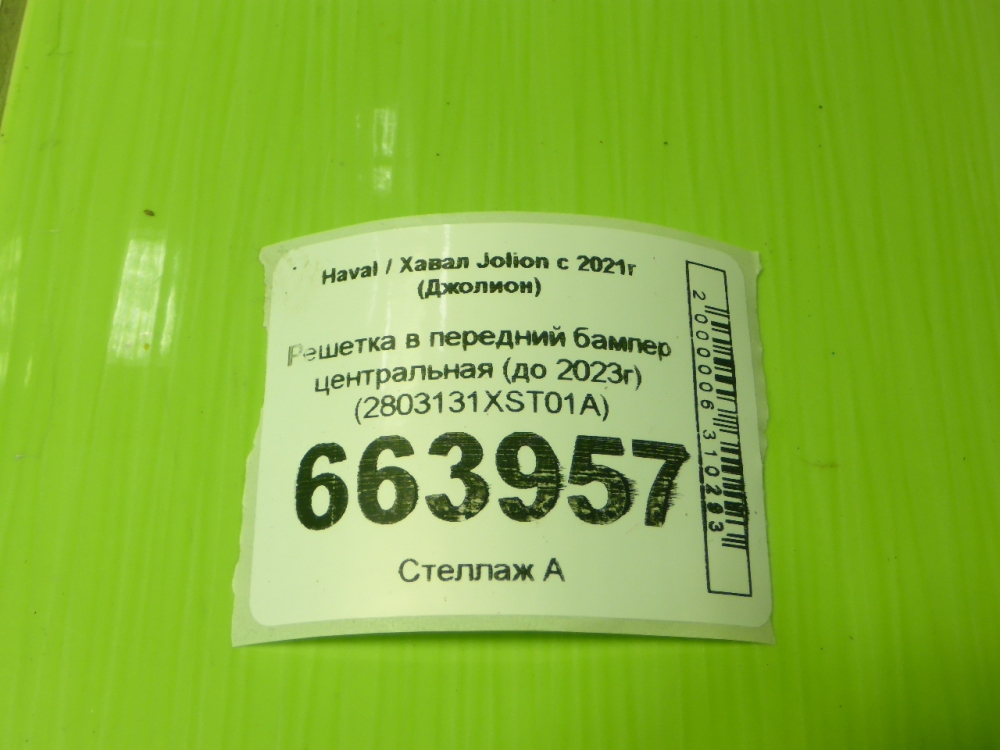 Haval / Хавал Jolion с 2021г
(Джолион)
Решетка в передний бампер
центральная (до 2023г)
(2803131XST01A)
663957
Стеллаж А
2000006310293